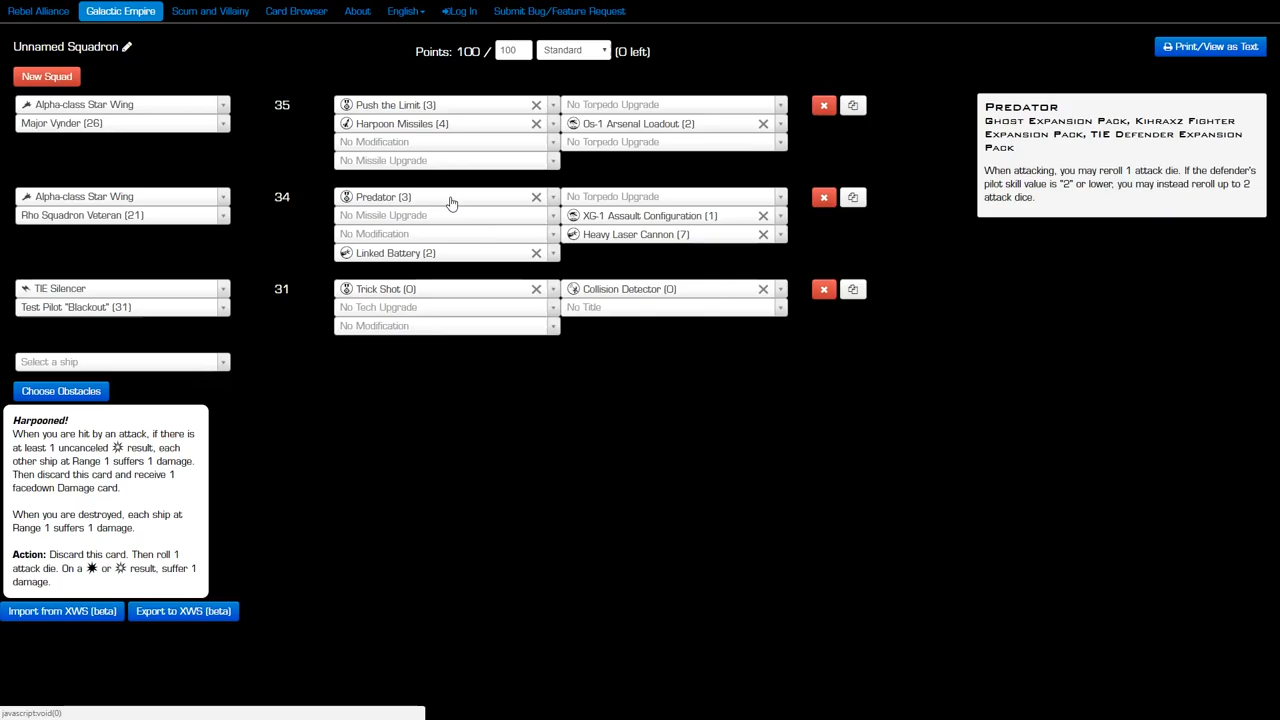 Rebel Alliance Galactic Empire Scum and Villainy Card Browser About English Log In Submit Bug/Feature Request
Unnamed Squadron
Points: 100 / 100 Standard (0 left)
Print/View as Text
New Squad
Alpha-class Star Wing 35 Push the Limit (3) No Torpedo Upgrade
Major Vynder (26) Harpoon Missiles (4) Os-1 Arsenal Loadout (2)
No Modification No Torpedo Upgrade
No Missile Upgrade
Alpha-class Star Wing 34 Predator (3) No Torpedo Upgrade
Rho Squadron Veteran (21) No Missile Upgrade XG-1 Assault Configuration (1)
No Modification Heavy Laser Cannon (7)
Linked Battery (2)
TIE Silencer 31 Trick Shot (0) Collision Detector (0)
Test Pilot "Blackout" (31) No Tech Upgrade No Title
No Modification
Select a ship
Choose Obstacles
Predator
Ghost Expansion Pack, Kihraxz Fighter
Expansion Pack, TIE Defender Expansion
Pack
When attacking, you may reroll 1 attack die. If the defender's
pilot skill value is "2" or lower, you may instead reroll up to 2
attack dice.
Harpooned!
When you are hit by an attack, if there is
at least 1 uncanceled result, each
other ship at Range 1 suffers 1 damage.
Then discard this card and receive 1
facedown Damage card.
When you are destroyed, each ship at
Range 1 suffers 1 damage.
Action: Discard this card. Then roll 1
attack die. On a or result, suffer 1
damage.
Import from XWS (beta) Export to XWS (beta)
javascript:void(0)